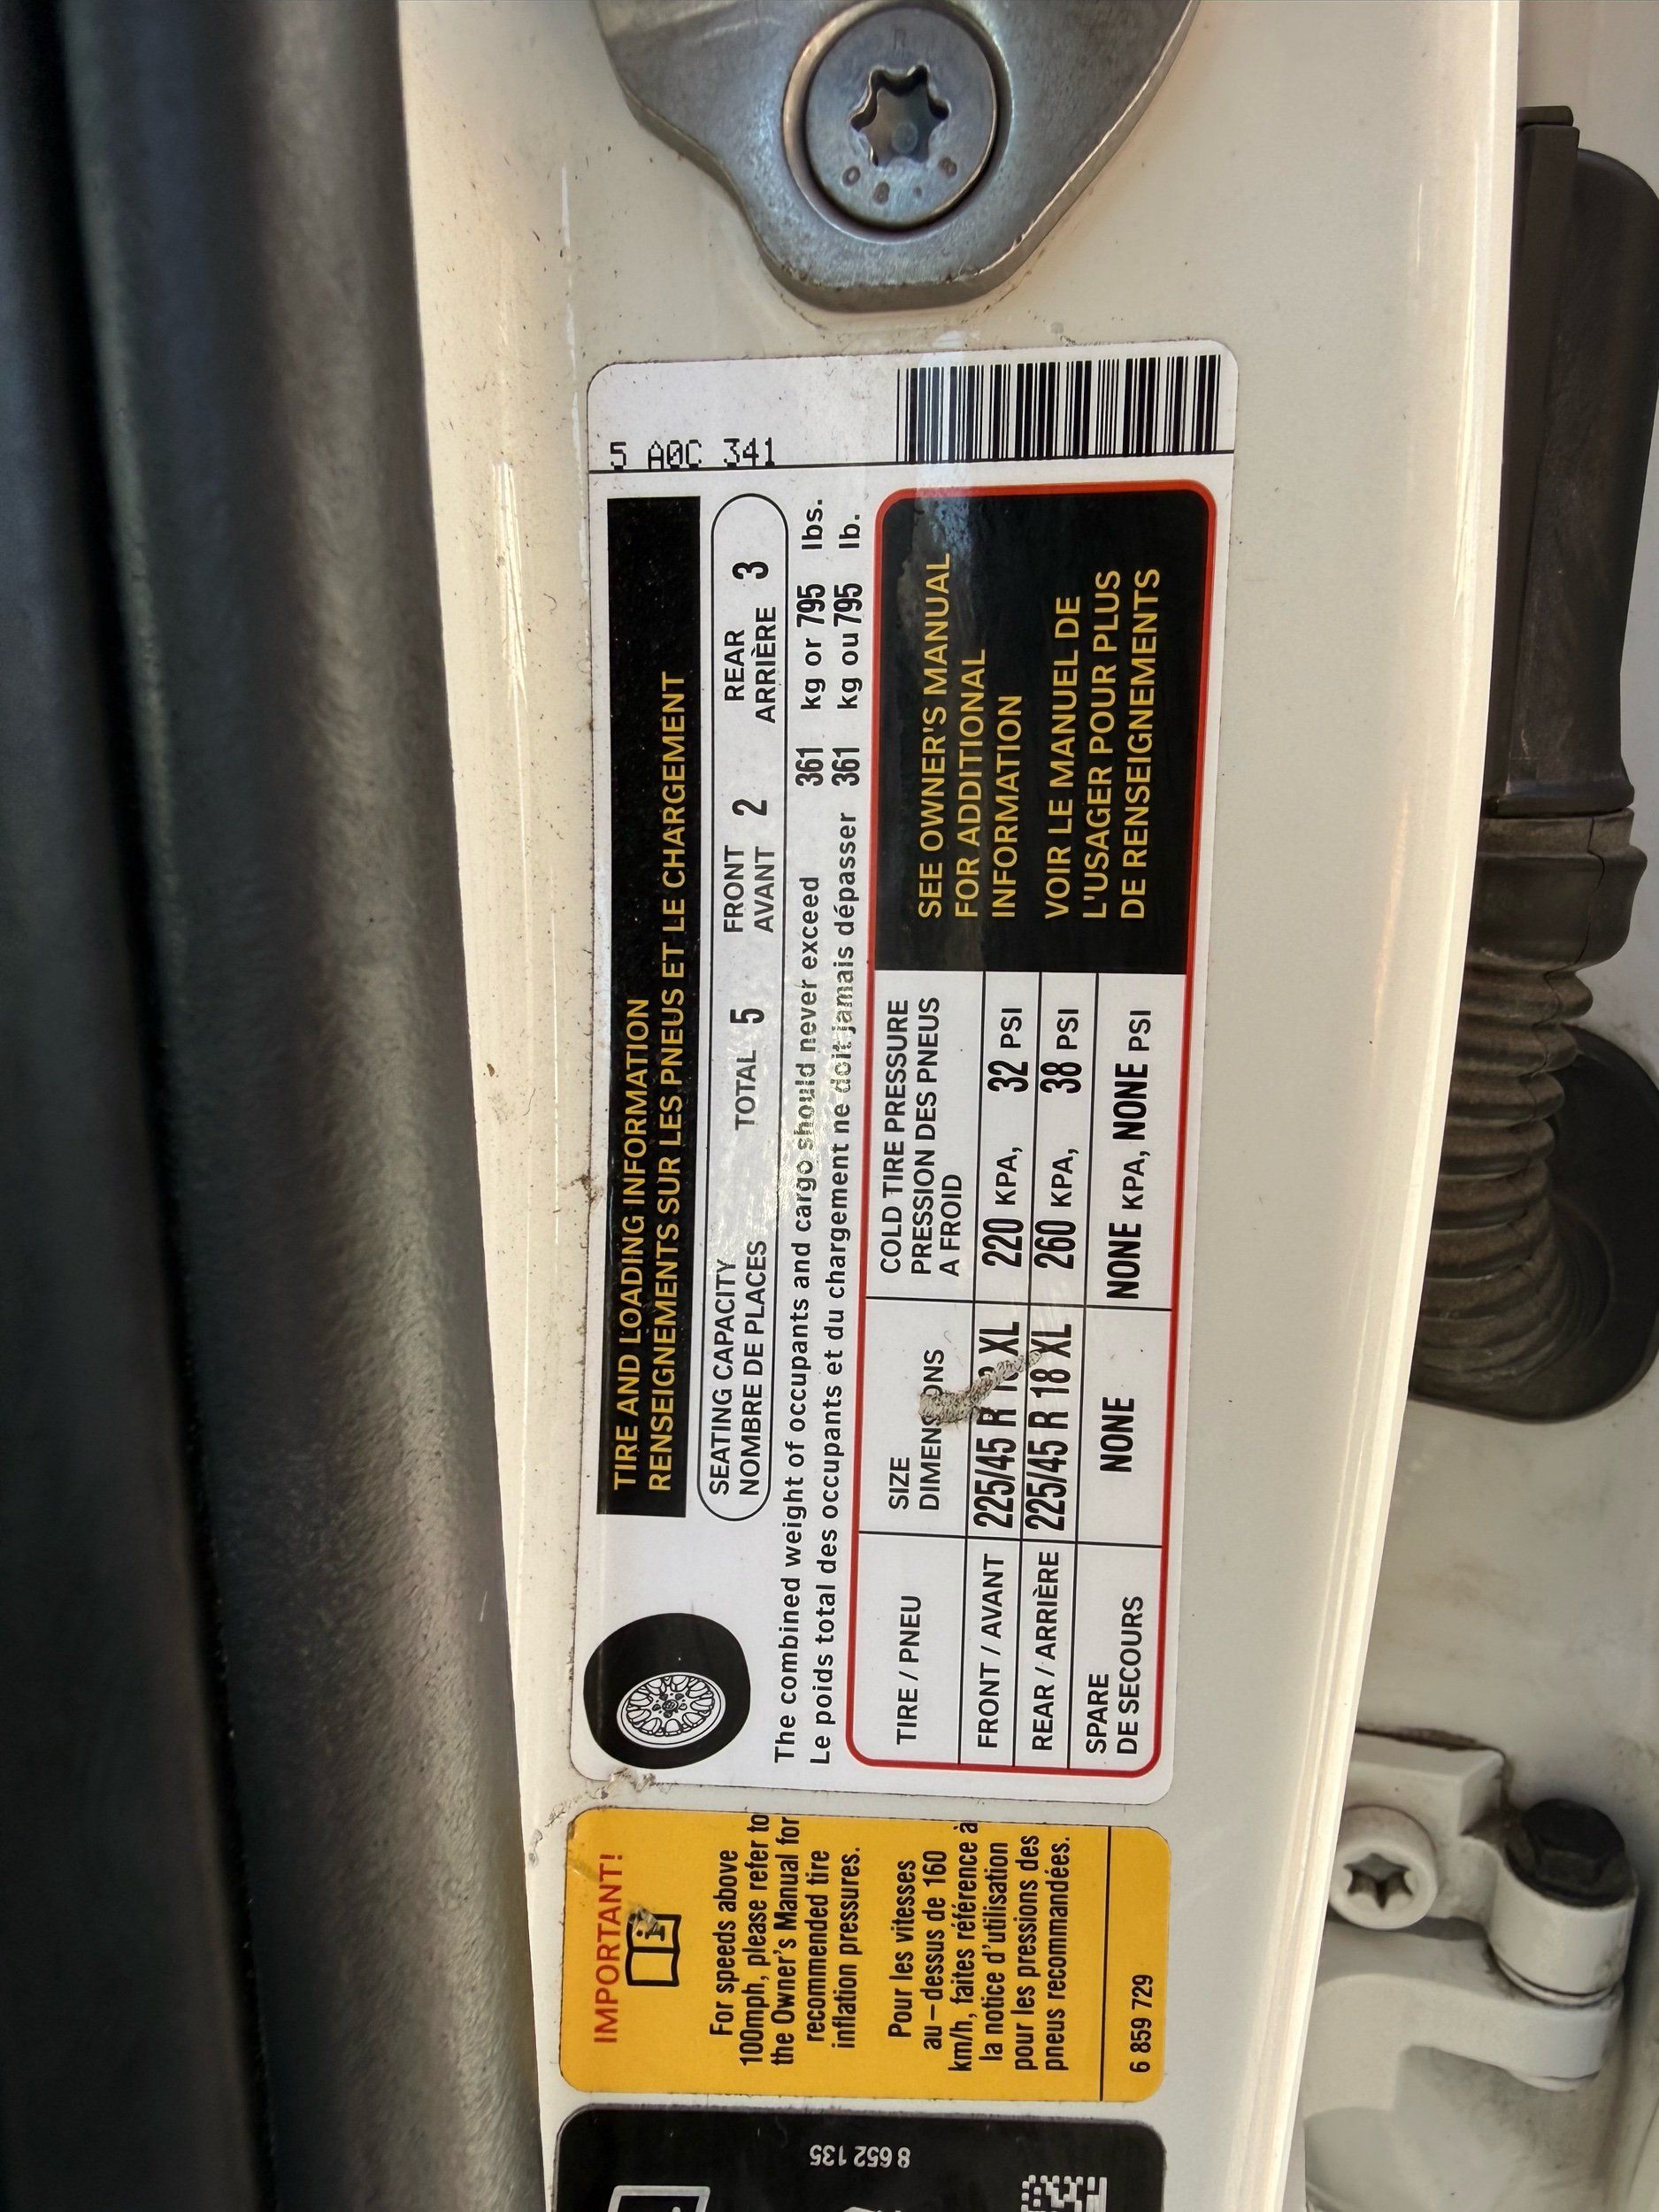 5 A0C 341
TIRE AND LOADING INFORMATION
RENSEIGNEMENTS SUR LES PNEUS ET LE CHARGEMENT
SEATING CAPACITY
NOMBRE DE PLACES
TOTAL 5
FRONT
AVANT 2
REAR
ARRIÈRE 3
The combined weight of occupants and cargo should never exceed 361 kg or 795 lbs.
Le poids total des occupants et du chargement ne doit jamais dépasser 361 kg ou 795 lb.
TIRE / PNEU
SIZE
DIMENSIONS
COLD TIRE PRESSURE
PRESSION DES PNEUS
A FROID
FRONT / AVANT 225/45 R 18 XL 220 KPA, 32 PSI
REAR / ARRIÈRE 225/45 R 18 XL 260 KPA, 38 PSI
SPARE
DE SECOURS
NONE NONE KPA, NONE PSI
SEE OWNER'S MANUAL
FOR ADDITIONAL
INFORMATION
VOIR LE MANUEL DE
L'USAGER POUR PLUS
DE RENSEIGNEMENTS
IMPORTANT!
For speeds above
100mph, please refer to
the Owner's Manual for
recommended tire
inflation pressures.
Pour les vitesses
au – dessus de 160
km/h, faites référence à
la notice d'utilisation
pour les pressions des
pneus recommandées.
6 859 729
8 652 135